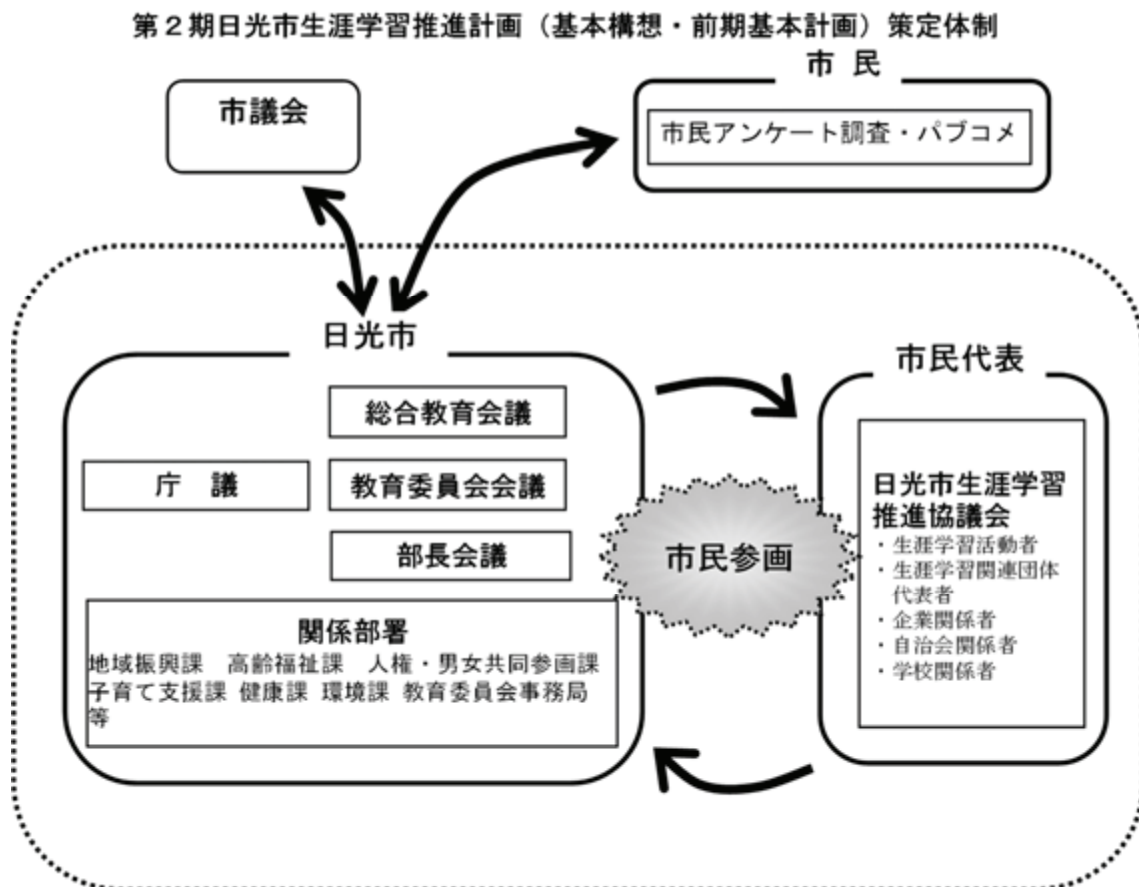 第２期日光市生涯学習推進計画（基本構想・前期基本計画）策定体制
市議会
市 民
市民アンケート調査・パブコメ
日光市
総合教育会議
庁　議
教育委員会会議
部長会議
関係部署
地域振興課　高齢福祉課　人権・男女共同参画課
子育て支援課 健康課 環境課 教育委員会事務局
等
市民参画
市民代表
日光市生涯学習
推進協議会
・生涯学習活動者
・生涯学習関連団体
代表者
・企業関係者
・自治会関係者
・学校関係者